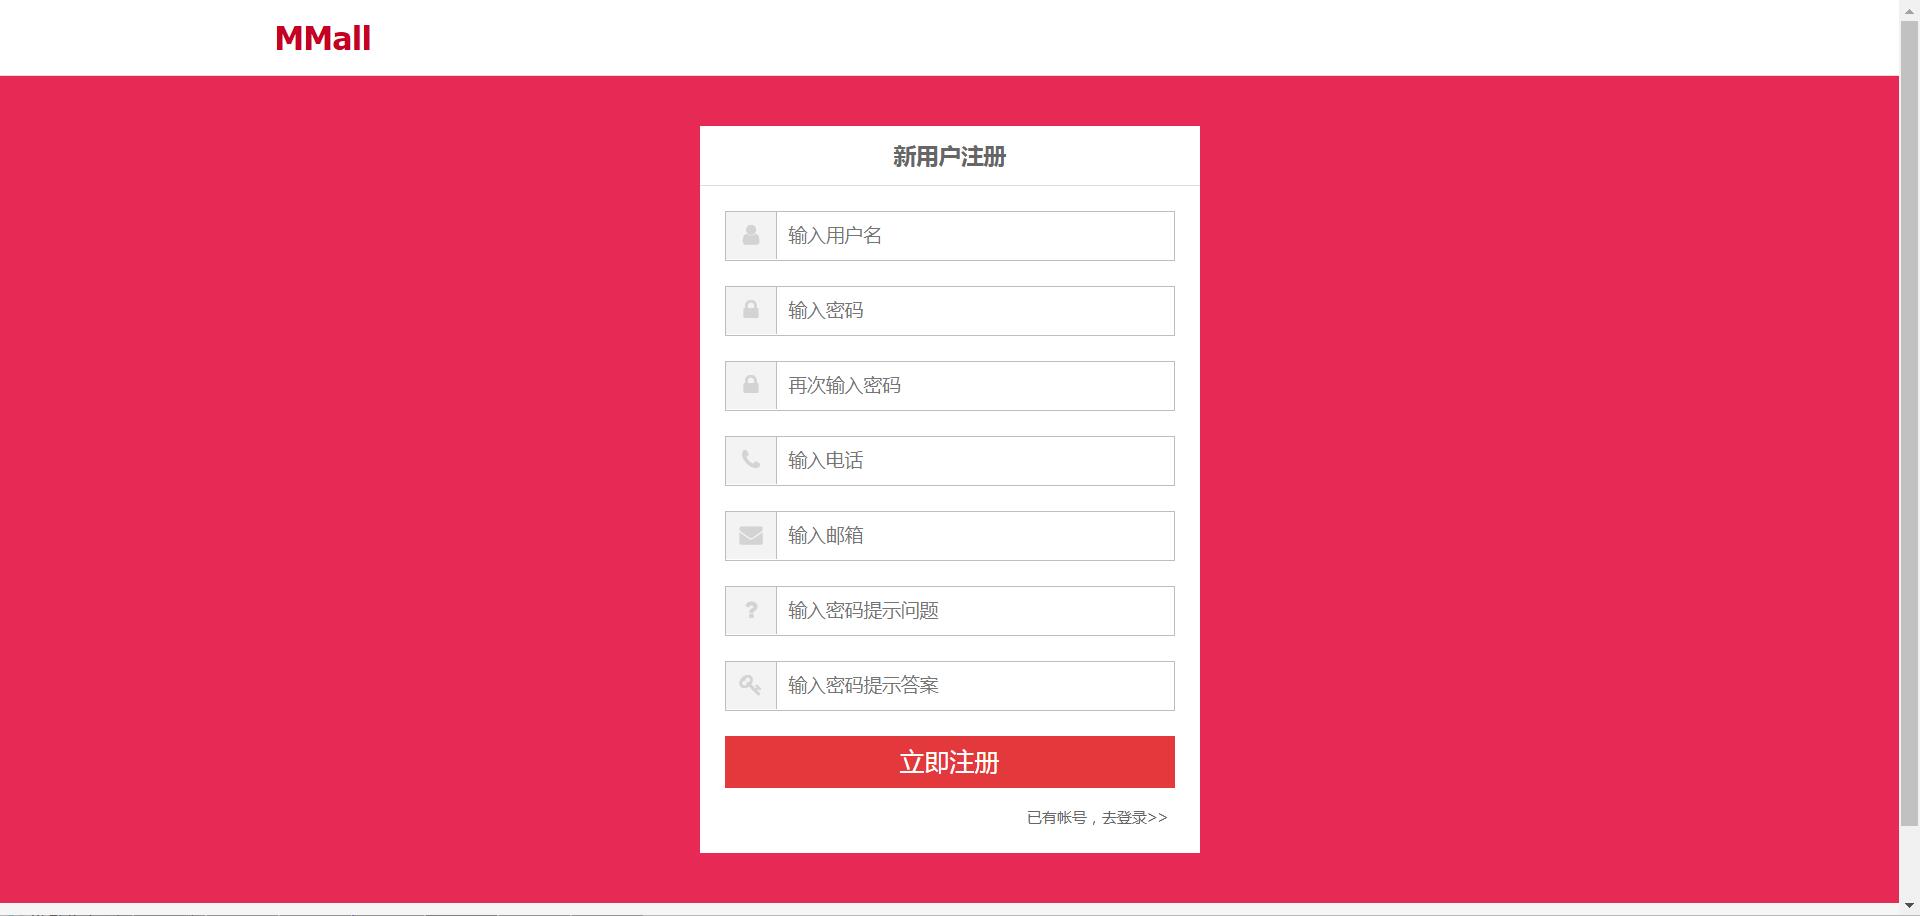 MMall
新用户注册
输入用户名
输入密码
再次输入密码
输入电话
输入邮箱
?
输入密码提示问题
输入密码提示答案
立即注册
已有帐号，去登录>>